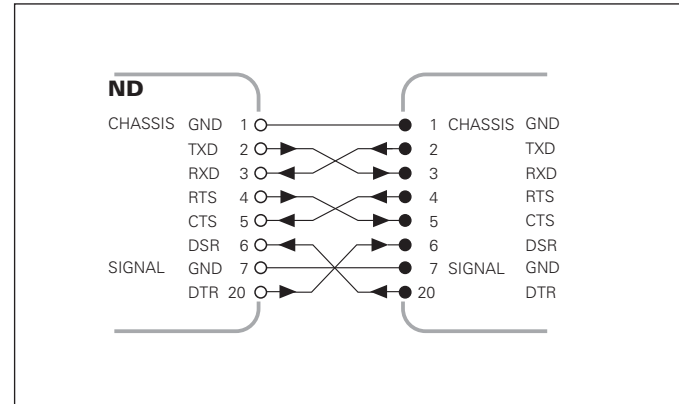 ND
CHASSIS GND 1 1 CHASSIS GND
TXD 2 2 TXD
RXD 3 3 RXD
RTS 4 4 RTS
CTS 5 5 CTS
DSR 6 6 DSR
SIGNAL GND 7 7 SIGNAL GND
DTR 20 20 DTR